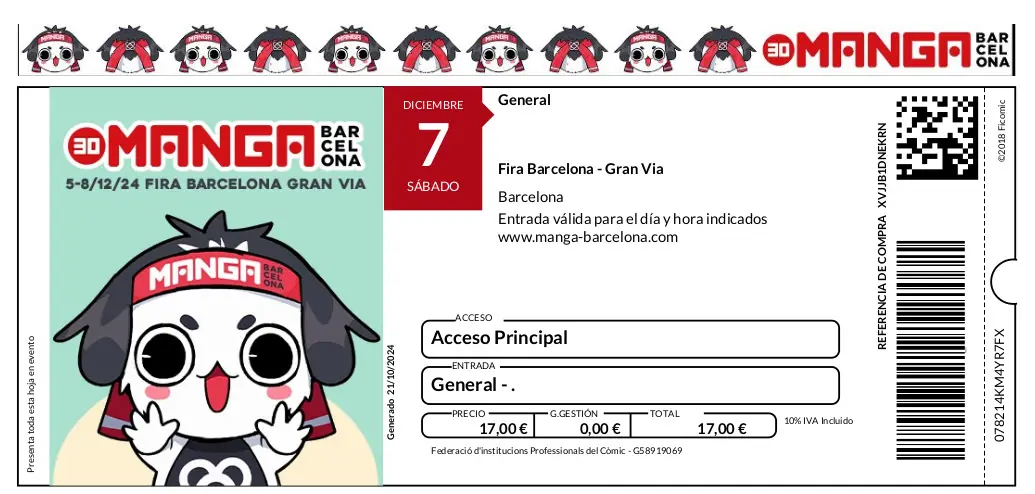 30 MANGA BAR
CEL
ONA
30 MANGA BAR
CEL
ONA
5-8/12/24 FIRA BARCELONA GRAN VIA
MANGA BAR
CEL
ONA
Presenta toda esta hoja en evento
DICIEMBRE
7
SÁBADO
General
Fira Barcelona - Gran Via
Barcelona
Entrada válida para el día y hora indicados
www.manga-barcelona.com
Generado 21/10/2024
ACCESO
Acceso Principal
ENTRADA
General - .
PRECIO G.GESTIÓN TOTAL
17,00 € 0,00 € 17,00 €
10% IVA Incluido
Federació d'institucions Professionals del Còmic - G58919069
REFERENCIA DE COMPRA XVJJB1DNEKRN
©2018 Ficomic
078214KM4YR7FX